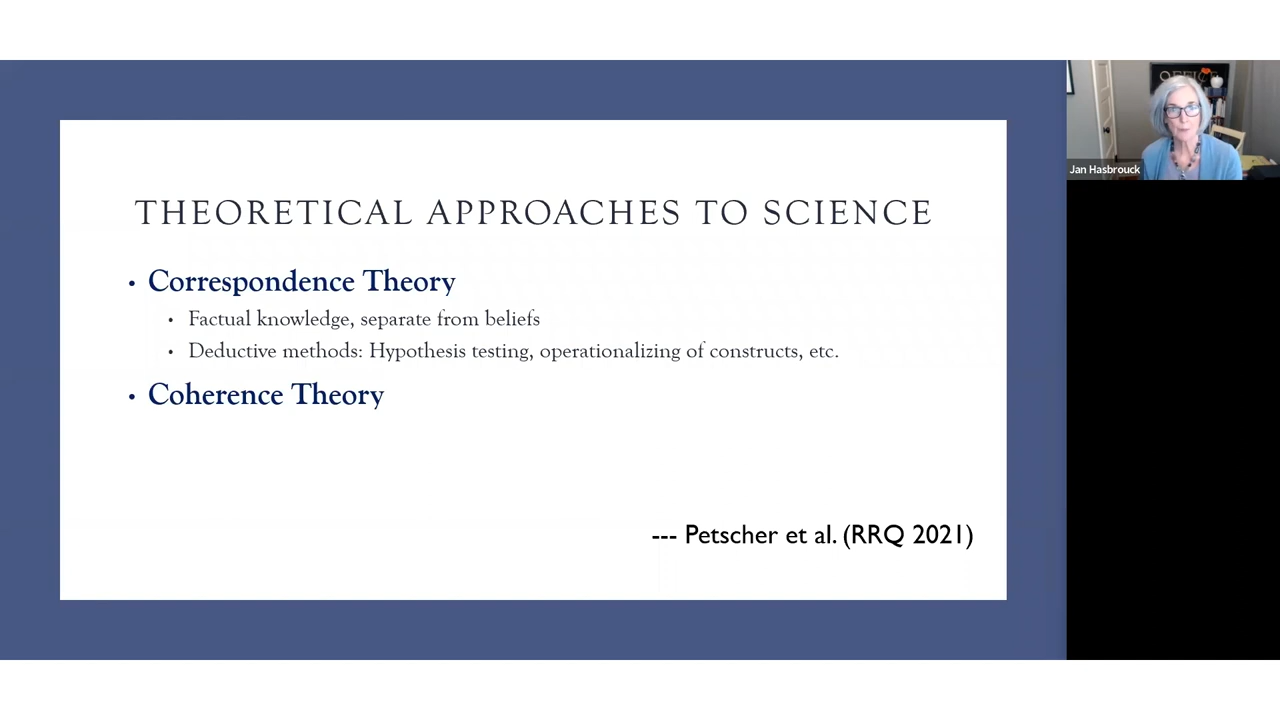 THEORETICAL APPROACHES TO SCIENCE
• Correspondence Theory
• Factual knowledge, separate from beliefs
• Deductive methods: Hypothesis testing, operationalizing of constructs, etc.
• Coherence Theory
--- Petscher et al. (RRQ 2021)
OFFICE
Jan Hasbrouck